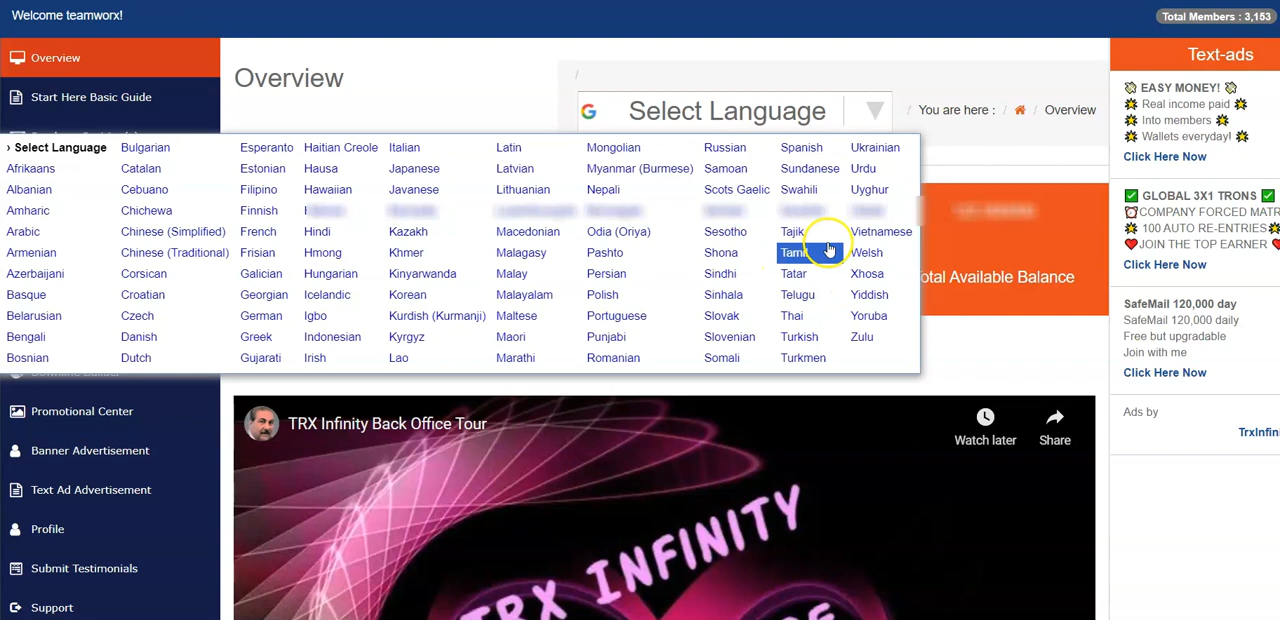 Welcome teamworx!
Total Members : 3,153
Overview
Start Here Basic Guide
Overview
/
Select Language
/ You are here : / Overview
› Select Language Bulgarian Esperanto Haitian Creole Italian Latin Mongolian Russian Spanish Ukrainian
Afrikaans Catalan Estonian Hausa Japanese Latvian Myanmar (Burmese) Samoan Sundanese Urdu
Albanian Cebuano Filipino Hawaiian Javanese Lithuanian Nepali Scots Gaelic Swahili Uyghur
Amharic Chichewa Finnish
Arabic Chinese (Simplified) French Hindi Kazakh Macedonian Odia (Oriya) Sesotho Tajik Vietnamese
Armenian Chinese (Traditional) Frisian Hmong Khmer Malagasy Pashto Shona Tamil Welsh
Azerbaijani Corsican Galician Hungarian Kinyarwanda Malay Persian Sindhi Tatar Xhosa
Basque Croatian Georgian Icelandic Korean Malayalam Polish Sinhala Telugu Yiddish
Belarusian Czech German Igbo Kurdish (Kurmanji) Maltese Portuguese Slovak Thai Yoruba
Bengali Danish Greek Indonesian Kyrgyz Maori Punjabi Slovenian Turkish Zulu
Bosnian Dutch Gujarati Irish Lao Marathi Romanian Somali Turkmen
Total Available Balance
Promotional Center
Banner Advertisement
Text Ad Advertisement
Profile
Submit Testimonials
Support
TRX Infinity Back Office Tour
Watch later
Share
TRX INFINITY
Text-ads
EASY MONEY!
Real income paid
Into members
Wallets everyday!
Click Here Now
GLOBAL 3X1 TRONS
COMPANY FORCED MATR
100 AUTO RE-ENTRIES
JOIN THE TOP EARNER
Click Here Now
SafeMail 120,000 day
SafeMail 120,000 daily
Free but upgradable
Join with me
Click Here Now
Ads by
TrxInfini